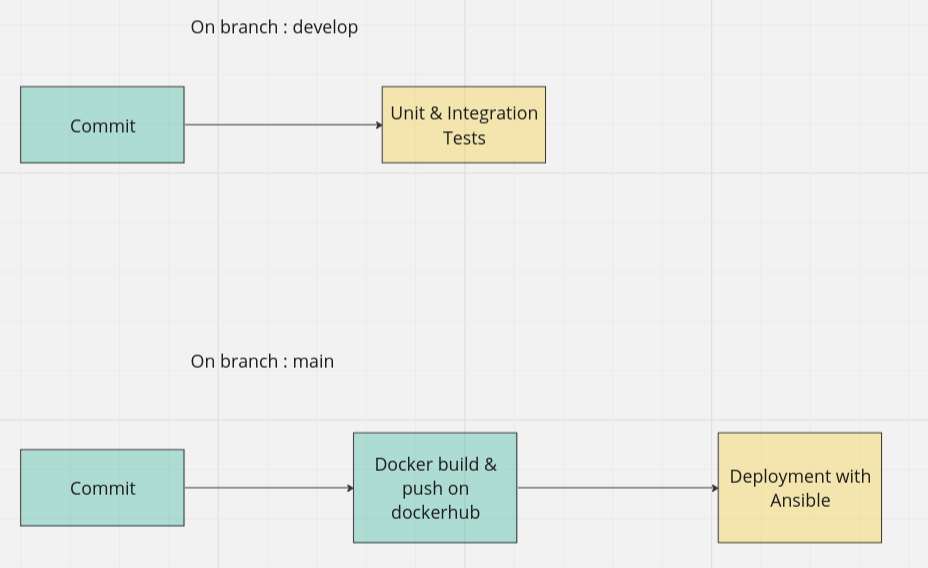 On branch : develop
Commit
Unit & Integration
Tests
On branch : main
Commit
Docker build &
push on
dockerhub
Deployment with
Ansible